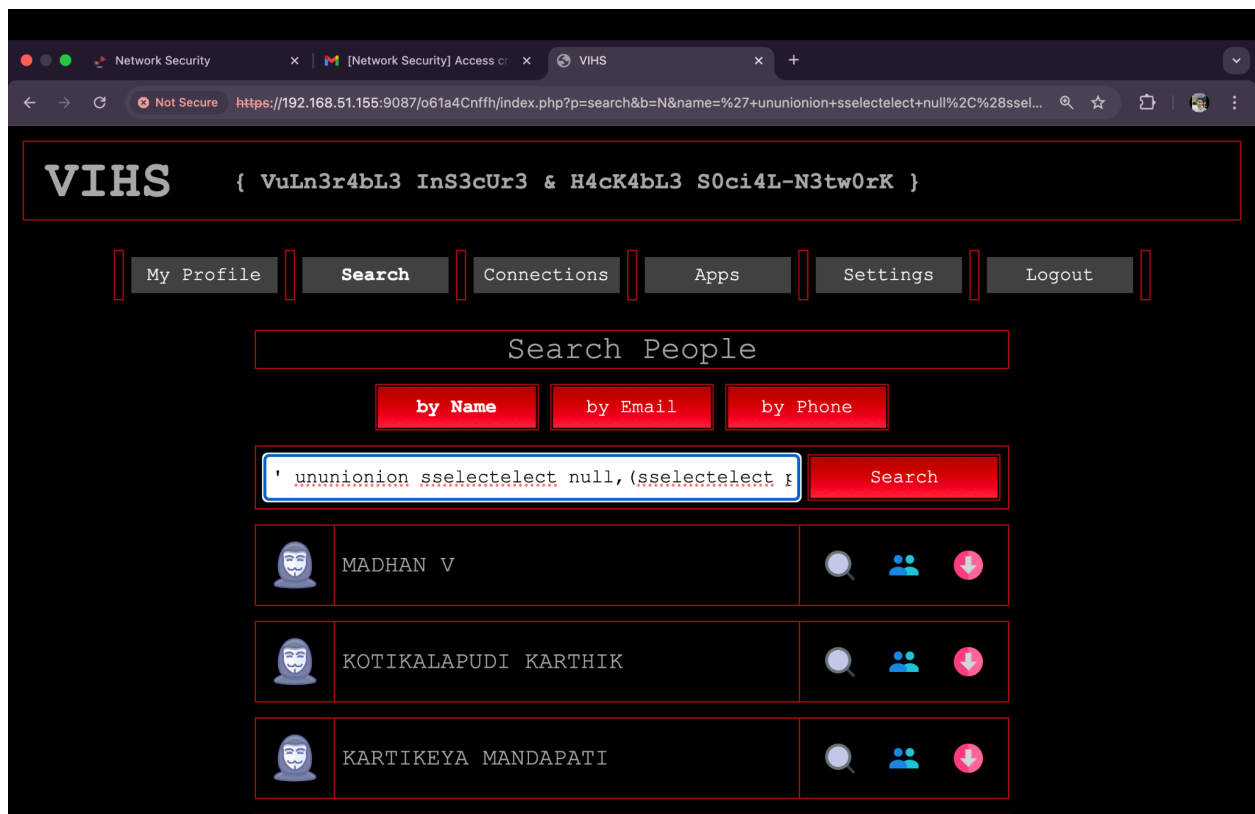 Network Security
[Network Security] Access cr
VIHS
Not Secure https://192.168.51.155:9087/o61a4Cnffh/index.php?p=search&b=N&name=%27+ununionion+sselectelect+null%2C%28ssel...
VIHS { VuLn3r4bL3 InS3cUr3 & H4cK4bL3 S0ci4L-N3tw0rK }
My Profile Search Connections Apps Settings Logout
Search People
by Name by Email by Phone
' ununionion sselectelect null,(sselectelect p Search
MADHAN V
KOTIKALAPUDI KARTHIK
KARTIKEYA MANDAPATI